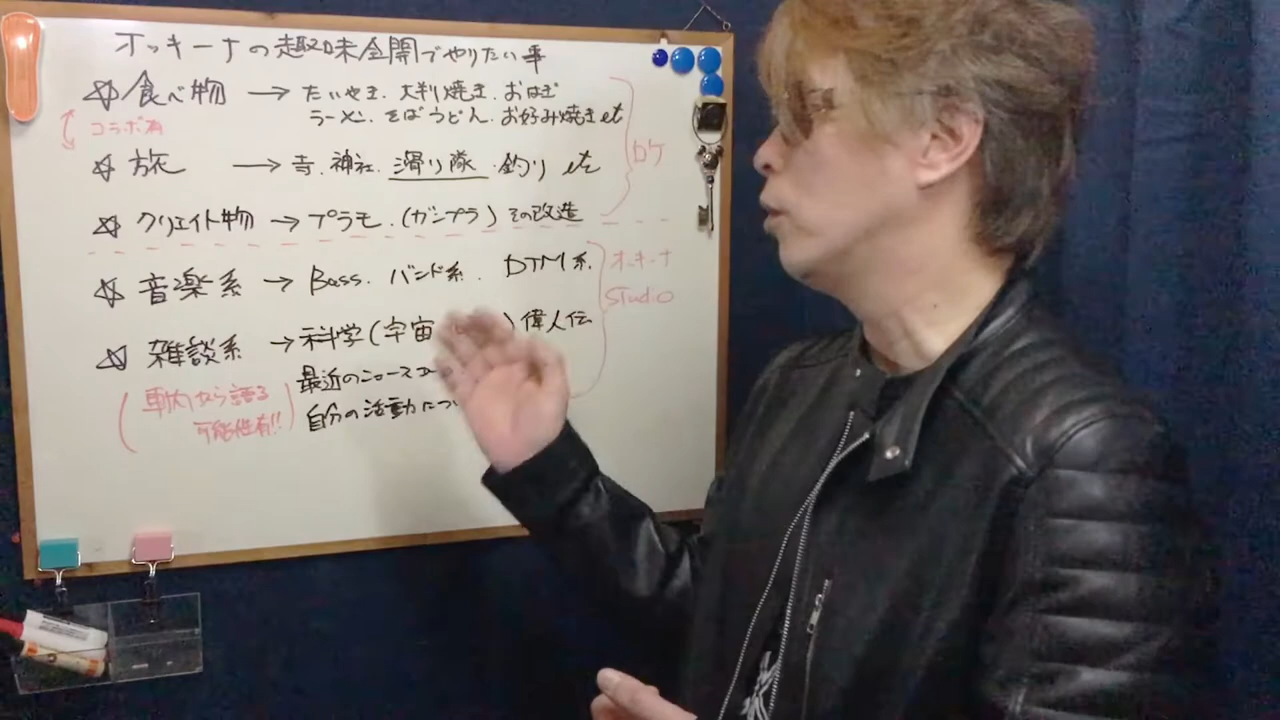 オッキーナの趣味全開でやりたい事
☆食べ物 → たいやき．大判焼き．おはぎ
ラーメン．そばうどん．お好み焼きetc
コラボ有
☆旅 → 寺．神社．滑り隊．釣り etc
ロケ
☆クリエイト物 → プラモ．(ガンプラ) その改造
☆音楽系 → Bass．バンド系．DTM系．
オッキーナ
STudio
☆雑談系 → 科学(宇宙 ) 偉人伝
最近のニュース
自分の活動につ
(車内から語る
可能性有!!)